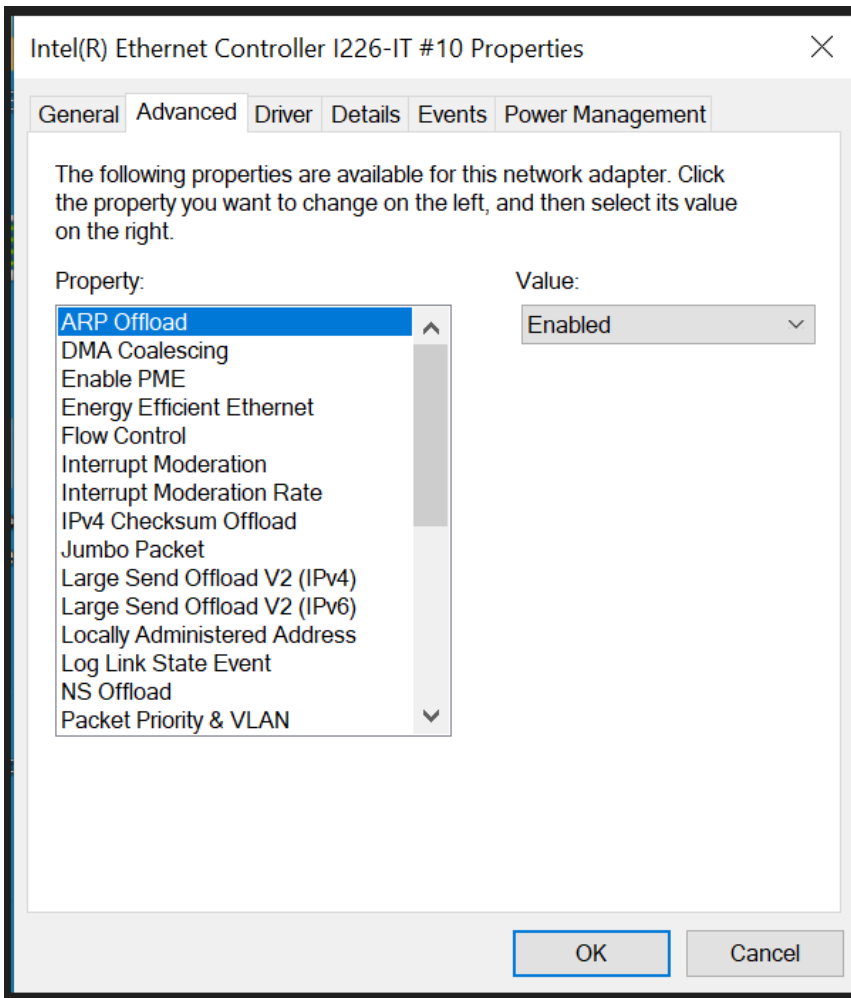 Intel(R) Ethernet Controller I226-IT #10 Properties
General Advanced Driver Details Events Power Management
The following properties are available for this network adapter. Click
the property you want to change on the left, and then select its value
on the right.
Property: Value:
ARP Offload Enabled
DMA Coalescing
Enable PME
Energy Efficient Ethernet
Flow Control
Interrupt Moderation
Interrupt Moderation Rate
IPv4 Checksum Offload
Jumbo Packet
Large Send Offload V2 (IPv4)
Large Send Offload V2 (IPv6)
Locally Administered Address
Log Link State Event
NS Offload
Packet Priority & VLAN
OK Cancel